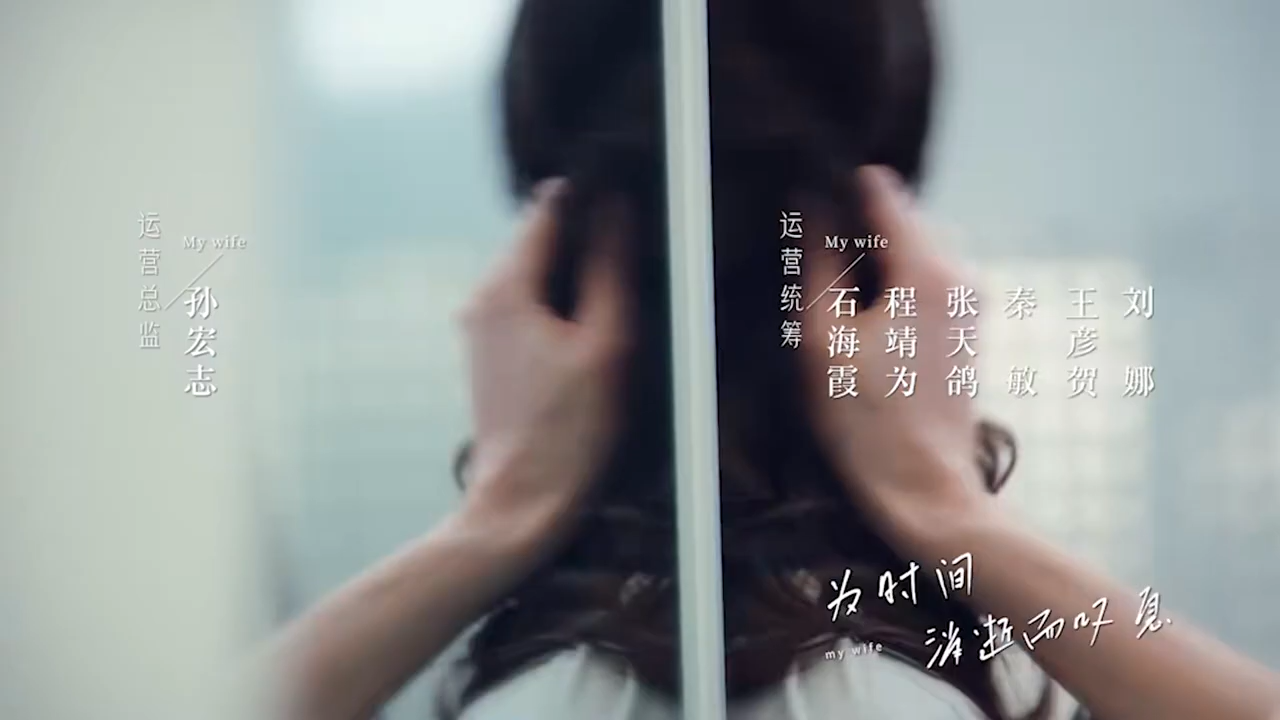 运营总监
My wife
孙宏志
运营统筹
My wife
石海霞
程靖为
张天鸽
秦敏
王彦贺
刘娜
为时间
消逝而叹息
my wife